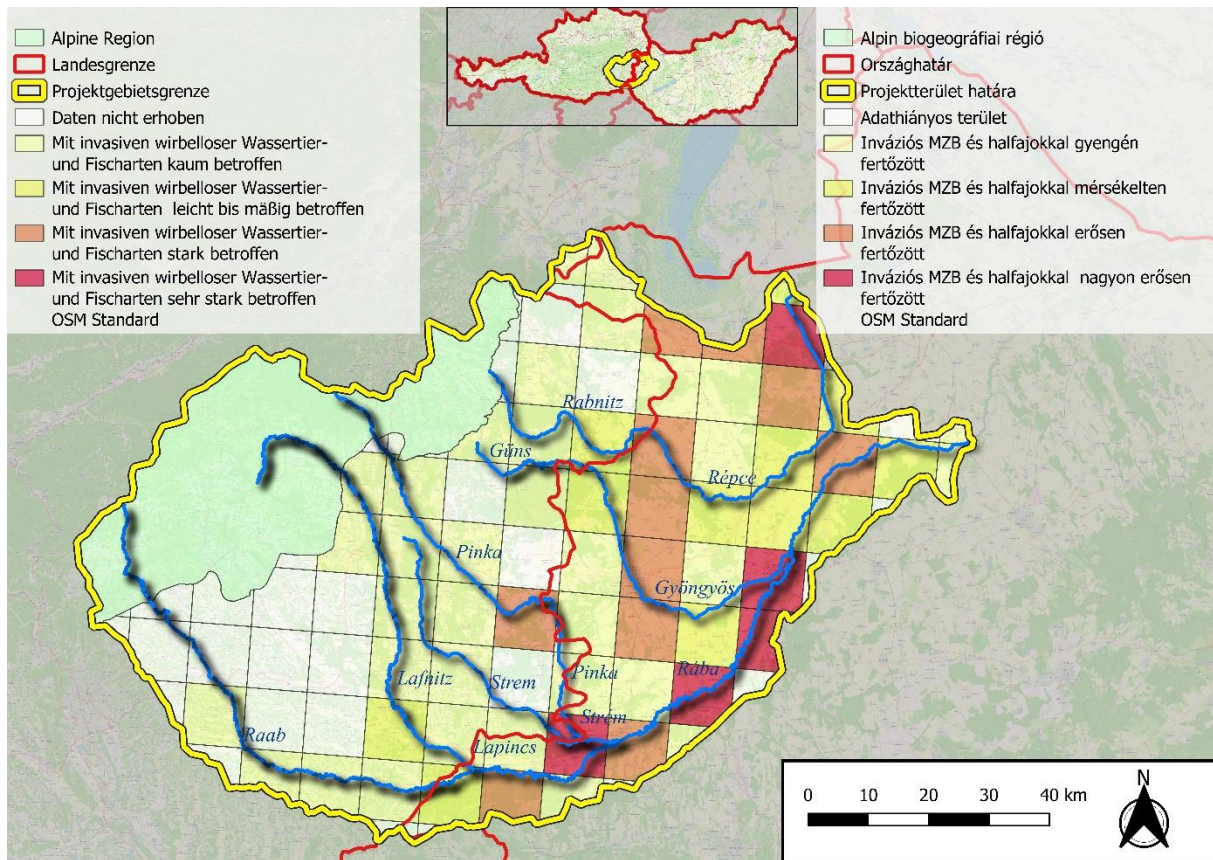 Alpine Region
Landesgrenze
Projektgebietsgrenze
Daten nicht erhoben
Mit invasiven wirbelloser Wassertier-
und Fischarten kaum betroffen
Mit invasiven wirbelloser Wassertier-
und Fischarten leicht bis mäßig betroffen
Mit invasiven wirbelloser Wassertier-
und Fischarten stark betroffen
Mit invasiven wirbelloser Wassertier-
und Fischarten sehr stark betroffen
OSM Standard
Alpin biogeográfiai régió
Országhatár
Projektterület határa
Adathiányos terület
Inváziós MZB és halfajokkal gyengén
fertőzött
Inváziós MZB és halfajokkal mérsékelten
fertőzött
Inváziós MZB és halfajokkal erősen
fertőzött
Inváziós MZB és halfajokkal nagyon erősen
fertőzött
OSM Standard
Rabnitz
Güns
Répce
Pinka
Gyöngyös
Lafnitz
Strem
Pinka
Rába
Strém
Raab
Lapincs
N
0 10 20 30 40 km